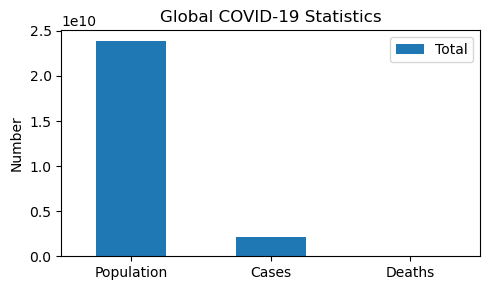 Global COVID-19 Statistics
1e10
Total
Number
2.5
2.0
1.5
1.0
0.5
0.0
Population Cases Deaths